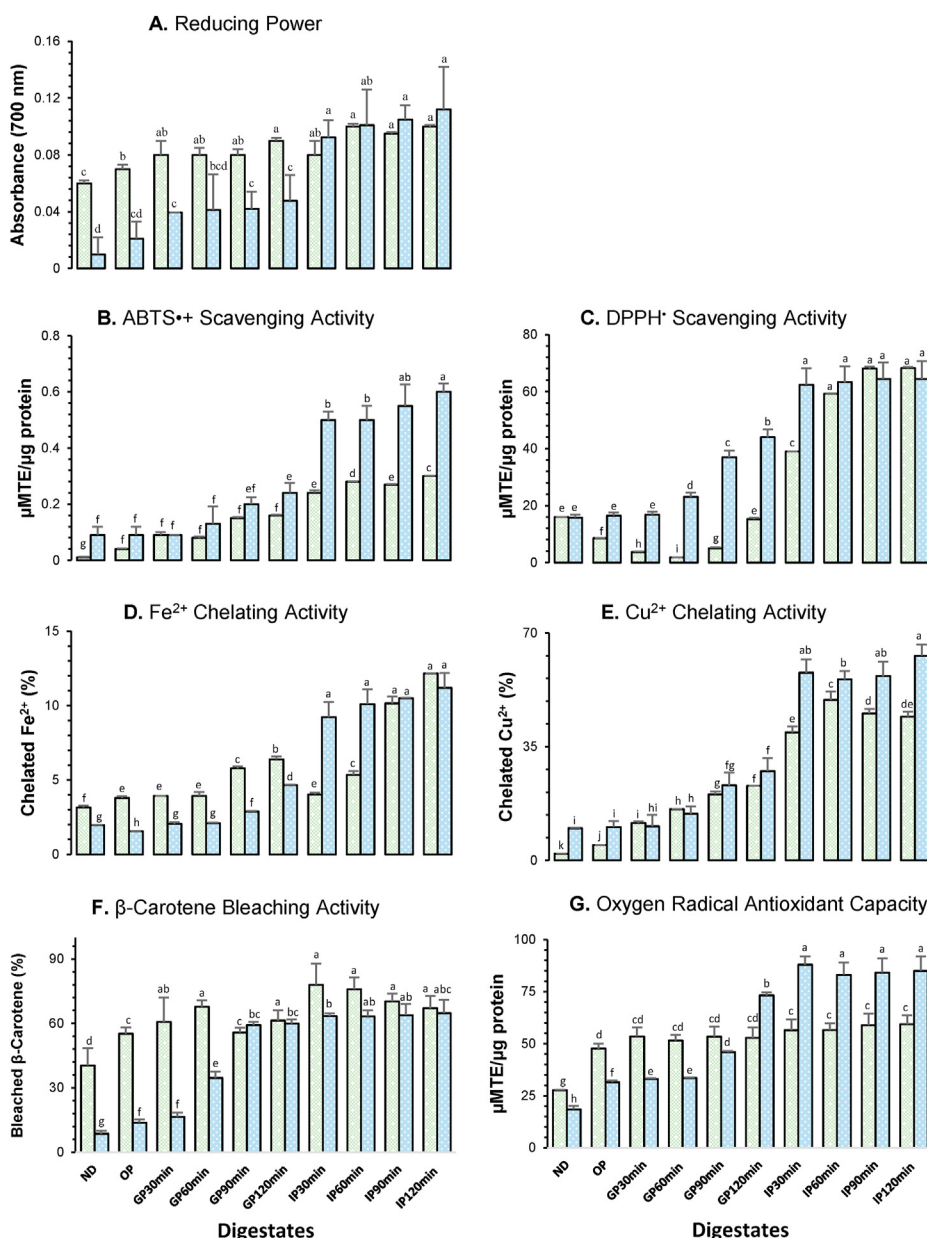 A. Reducing Power
Absorbance (700 nm)
0.16
0.12
0.08
0.04
0
c d b cd ab c ab bcd ab c a c ab a a ab a a a a
B. ABTS•+ Scavenging Activity
µMTE/µg protein
0.8
0.6
0.4
0.2
0
g f f f f f f f f ef f e e b d b e ab c a
C. DPPH· Scavenging Activity
µMTE/µg protein
80
60
40
20
0
e e f e h e i d g c e b c a a a a a a a
D. Fe²⁺ Chelating Activity
Chelated Fe²⁺ (%)
15
10
5
0
f g e h e g e g c f b d c a c a a a a a
E. Cu²⁺ Chelating Activity
Chelated Cu²⁺ (%)
70
35
0
k i j i i hi h h g fg f f e ab c b d ab de a
F. β-Carotene Bleaching Activity
Bleached β-Carotene (%)
90
60
30
0
d g c f ab f a e c bc ab bc a ab a ab a ab ab abc
ND OP GP30min GP60min GP90min GP120min IP30min IP60min IP90min IP120min
Digestates
G. Oxygen Radical Antioxidant Capacity
µMTE/µg protein
100
75
50
25
0
g h d f cd e cd e cd d cd b c a c a c a c a
ND OP GP30min GP60min GP90min GP120min IP30min IP60min IP90min IP120min
Digestates